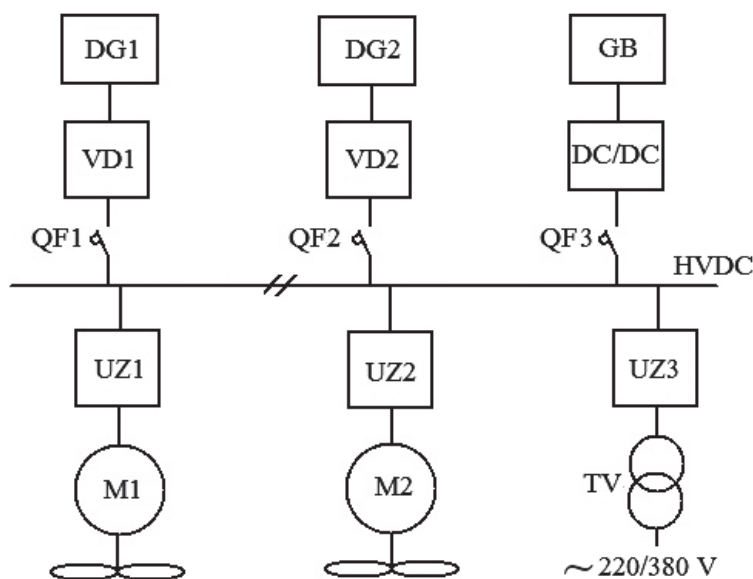 DG1 DG2 GB
VD1 VD2 DC/DC
QF1 QF2 QF3
HVDC
UZ1 UZ2 UZ3
M1 M2 TV
~ 220/380 V